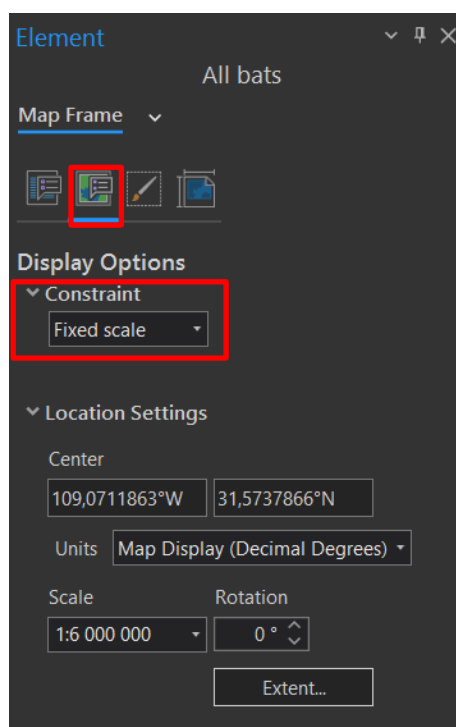 Element
All bats
Map Frame
Display Options
Constraint
Fixed scale
Location Settings
Center
109,0711863°W 31,5737866°N
Units Map Display (Decimal Degrees)
Scale Rotation
1:6 000 000 0 °
Extent...